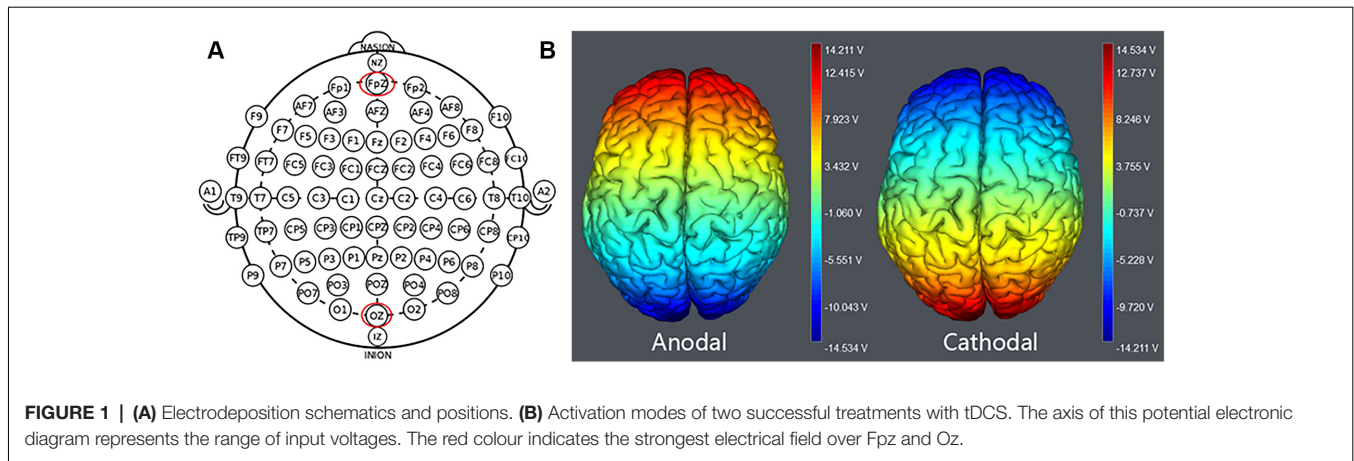 A
B
NASION
NZ
Fp1 FpZ Fp2
AF7 AF3 AFZ AF4 AF8
F9 F7 F5 F3 F1 Fz F2 F4 F6 F8 F10
FT9 FT7 FC5 FC3 FC1 FCZ FC2 FC4 FC6 FC8 FC10
A1 T9 T7 C5 C3 C1 Cz C2 C4 C6 T8 T10 A2
TP9 TP7 CP5 CP3 CP1 CPZ CP2 CP4 CP6 CP8 CP10
P9 P7 P5 P3 P1 Pz P2 P4 P6 P8 P10
PO7 PO3 POZ PO4 PO8
O1 OZ O2
IZ
INION
14.211 V
12.415 V
7.923 V
3.432 V
-1.060 V
-5.551 V
-10.043 V
-14.534 V
Anodal
14.534 V
12.737 V
8.246 V
3.755 V
-0.737 V
-5.228 V
-9.720 V
-14.211 V
Cathodal
FIGURE 1 | (A) Electrodeposition schematics and positions. (B) Activation modes of two successful treatments with tDCS. The axis of this potential electronic
diagram represents the range of input voltages. The red colour indicates the strongest electrical field over Fpz and Oz.